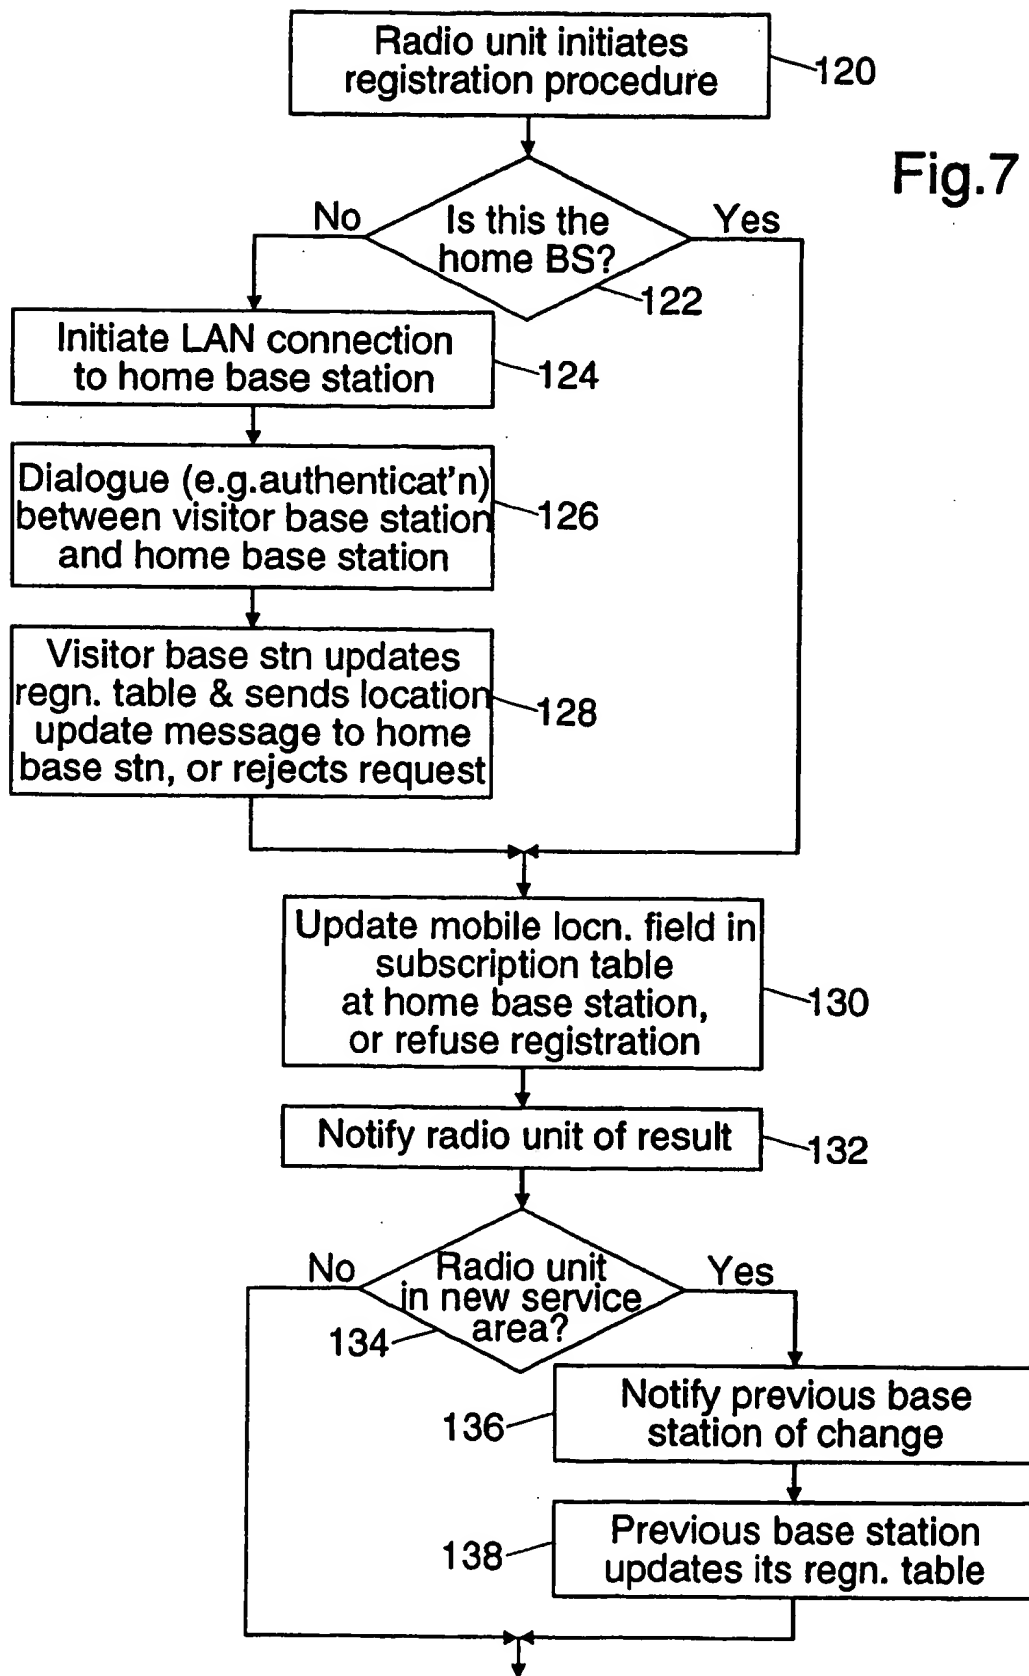 Radio unit initiates
registration procedure
120
Fig.7
No
Is this the
home BS?
Yes
122
Initiate LAN connection
to home base station
124
Dialogue (e.g.authenticat'n)
between visitor base station
and home base station
126
Visitor base stn updates
regn. table & sends location
update message to home
base stn, or rejects request
128
Update mobile locn. field in
subscription table
at home base station,
or refuse registration
130
Notify radio unit of result
132
No
Radio unit
in new service
area?
Yes
134
Notify previous base
station of change
136
Previous base station
updates its regn. table
138